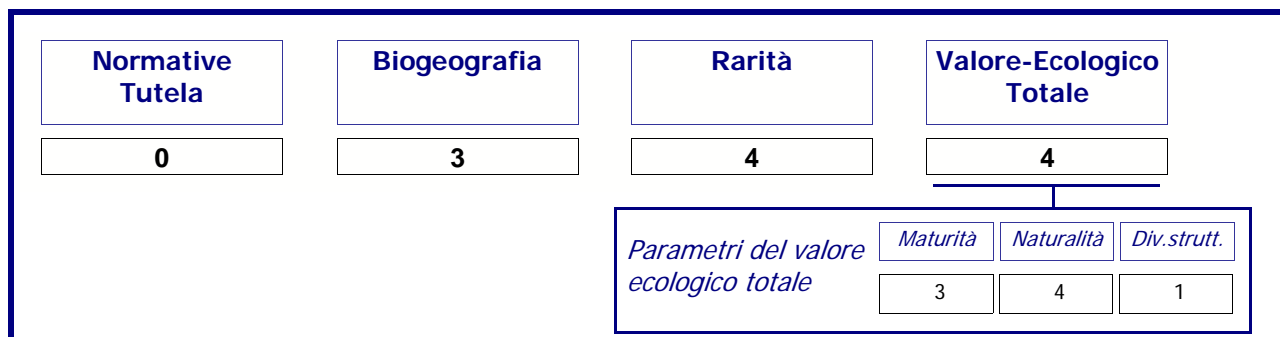 Normative Tutela
Biogeografia
Rarità
Valore-Ecologico Totale
0
3
4
4
Parametri del valore
ecologico totale
Maturità
Naturalità
Div.strutt.
3
4
1